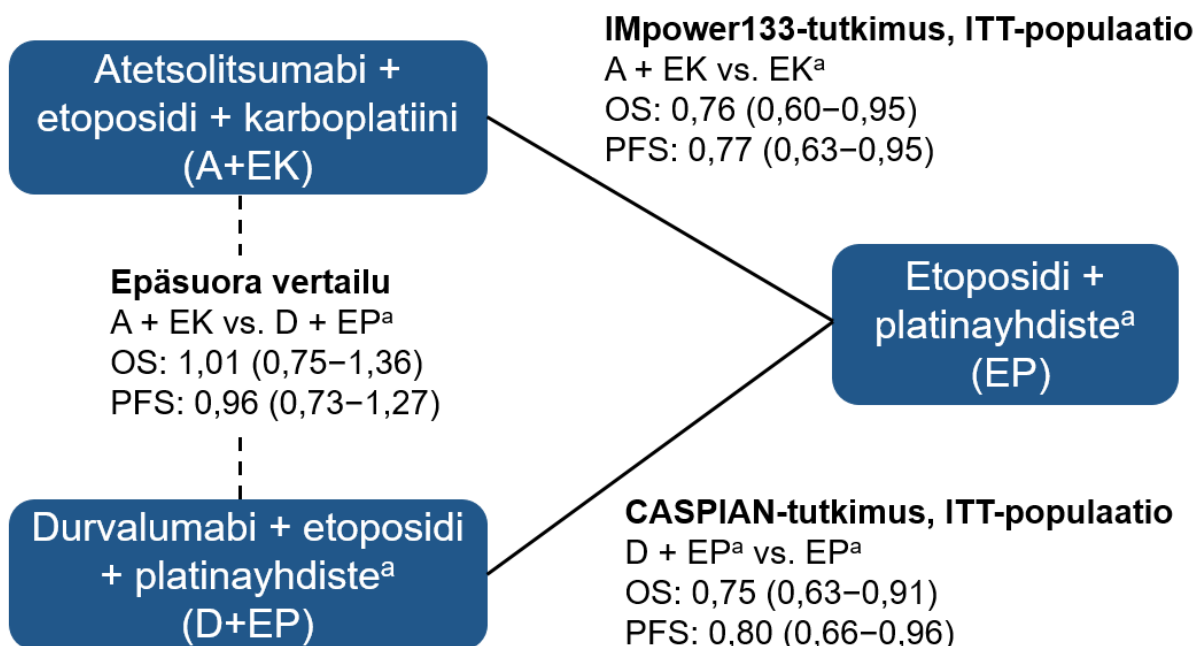 IMpower133-tutkimus, ITT-populaatio
A + EK vs. EKᵃ
OS: 0,76 (0,60−0,95)
PFS: 0,77 (0,63−0,95)
Atetsolitsumabi +
etoposidi + karboplatiini
(A+EK)
Epäsuora vertailu
A + EK vs. D + EPᵃ
OS: 1,01 (0,75−1,36)
PFS: 0,96 (0,73−1,27)
Etoposidi +
platinayhdisteᵃ
(EP)
Durvalumabi + etoposidi
+ platinayhdisteᵃ
(D+EP)
CASPIAN-tutkimus, ITT-populaatio
D + EPᵃ vs. EPᵃ
OS: 0,75 (0,63−0,91)
PFS: 0,80 (0,66−0,96)